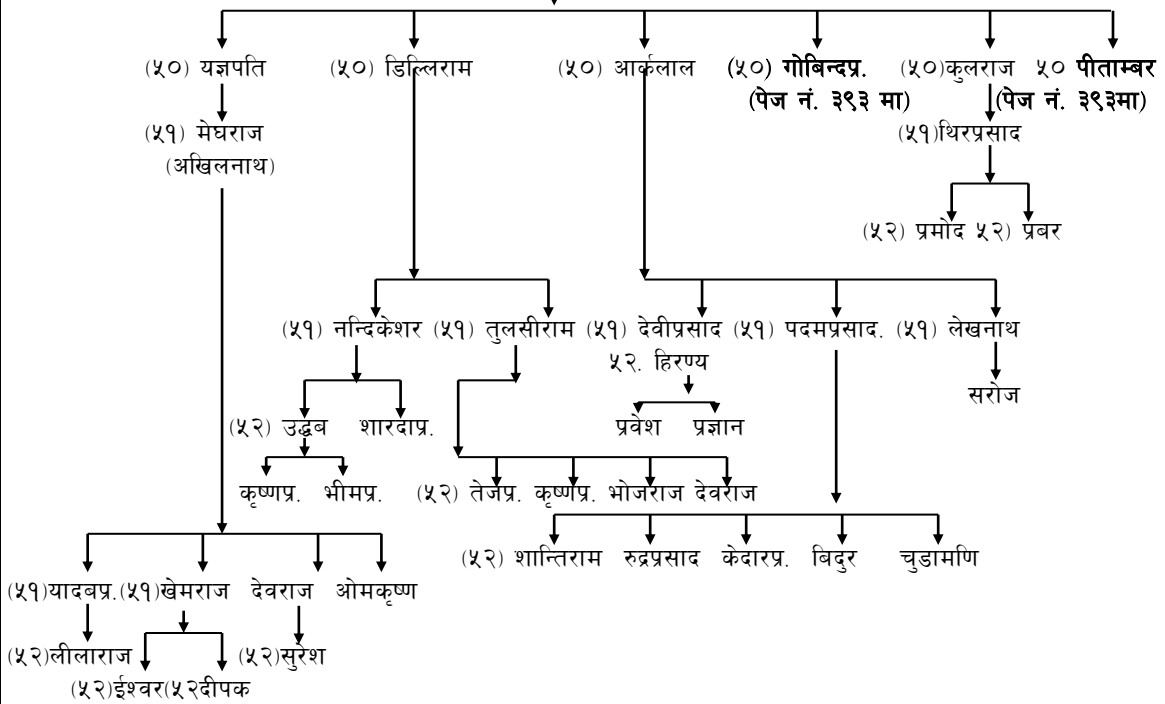 (५०) यज्ञपति (५०) डिल्लिराम (५०) आर्कलाल (५०) गोबिन्दप्र. (५०)कुलराज ५० पीताम्बर
(पेज नं. ३९३ मा) (पेज नं. ३९३मा)
(५१) मेघराज (५१)थिरप्रसाद
(अखिलनाथ)
(५२) प्रमोद ५२) प्रबर
(५१) नन्दिकेशर (५१) तुलसीराम (५१) देवीप्रसाद (५१) पदमप्रसाद. (५१) लेखनाथ
५२. हिरण्य
सरोज
(५२) उद्धब शारदाप्र. प्रवेश प्रज्ञान
कृष्णप्र. भीमप्र. (५२) तेजप्र. कृष्णप्र. भोजराज देवराज
(५२) शान्तिराम रुद्रप्रसाद केदारप्र. बिदुर चुडामणि
(५१)यादबप्र.(५१)खेमराज देवराज ओमकृष्ण
(५२)लीलाराज (५२)सुरेश
(५२)ईश्वर(५२दीपक